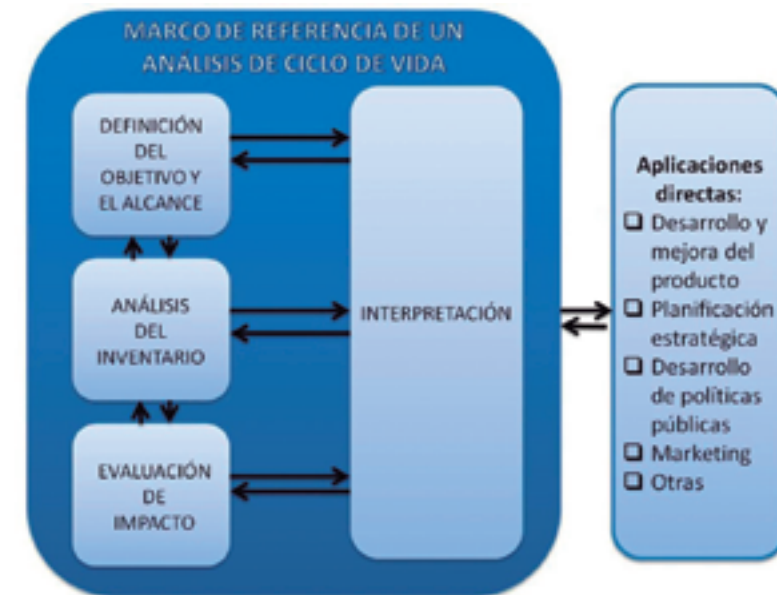 MARCO DE REFERENCIA DE UN
ANÁLISIS DE CICLO DE VIDA
DEFINICIÓN
DEL
OBJETIVO Y
EL ALCANCE
ANÁLISIS
DEL
INVENTARIO
EVALUACIÓN
DE
IMPACTO
INTERPRETACIÓN
Aplicaciones
directas:
❑ Desarrollo y
mejora del
producto
❑ Planificación
estratégica
❑ Desarrollo
de políticas
públicas
❑ Marketing
❑ Otras